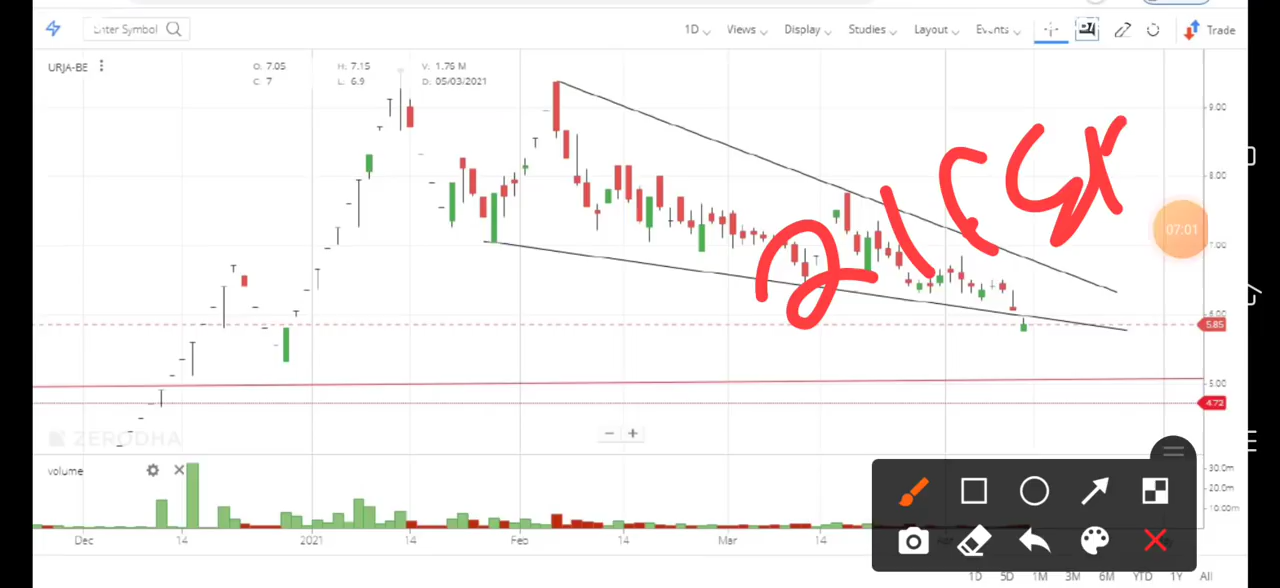 Enter Symbol
1D Views Display Studies Layout Events Trade
URJA-BE O. 7.05 H: 7.15 V: 1.76 M
C: 7 L: 6.9 D: 05/03/2021
9.00
8.00
7.00
07:01
6.00
5.85
5.00
4.72
ZERODHA
volume
30.0m
20.0m
10.00m
Dec 14 2021 14 Feb 14 Mar 14
1D 5D 1M 3M 6M YTD 1Y All